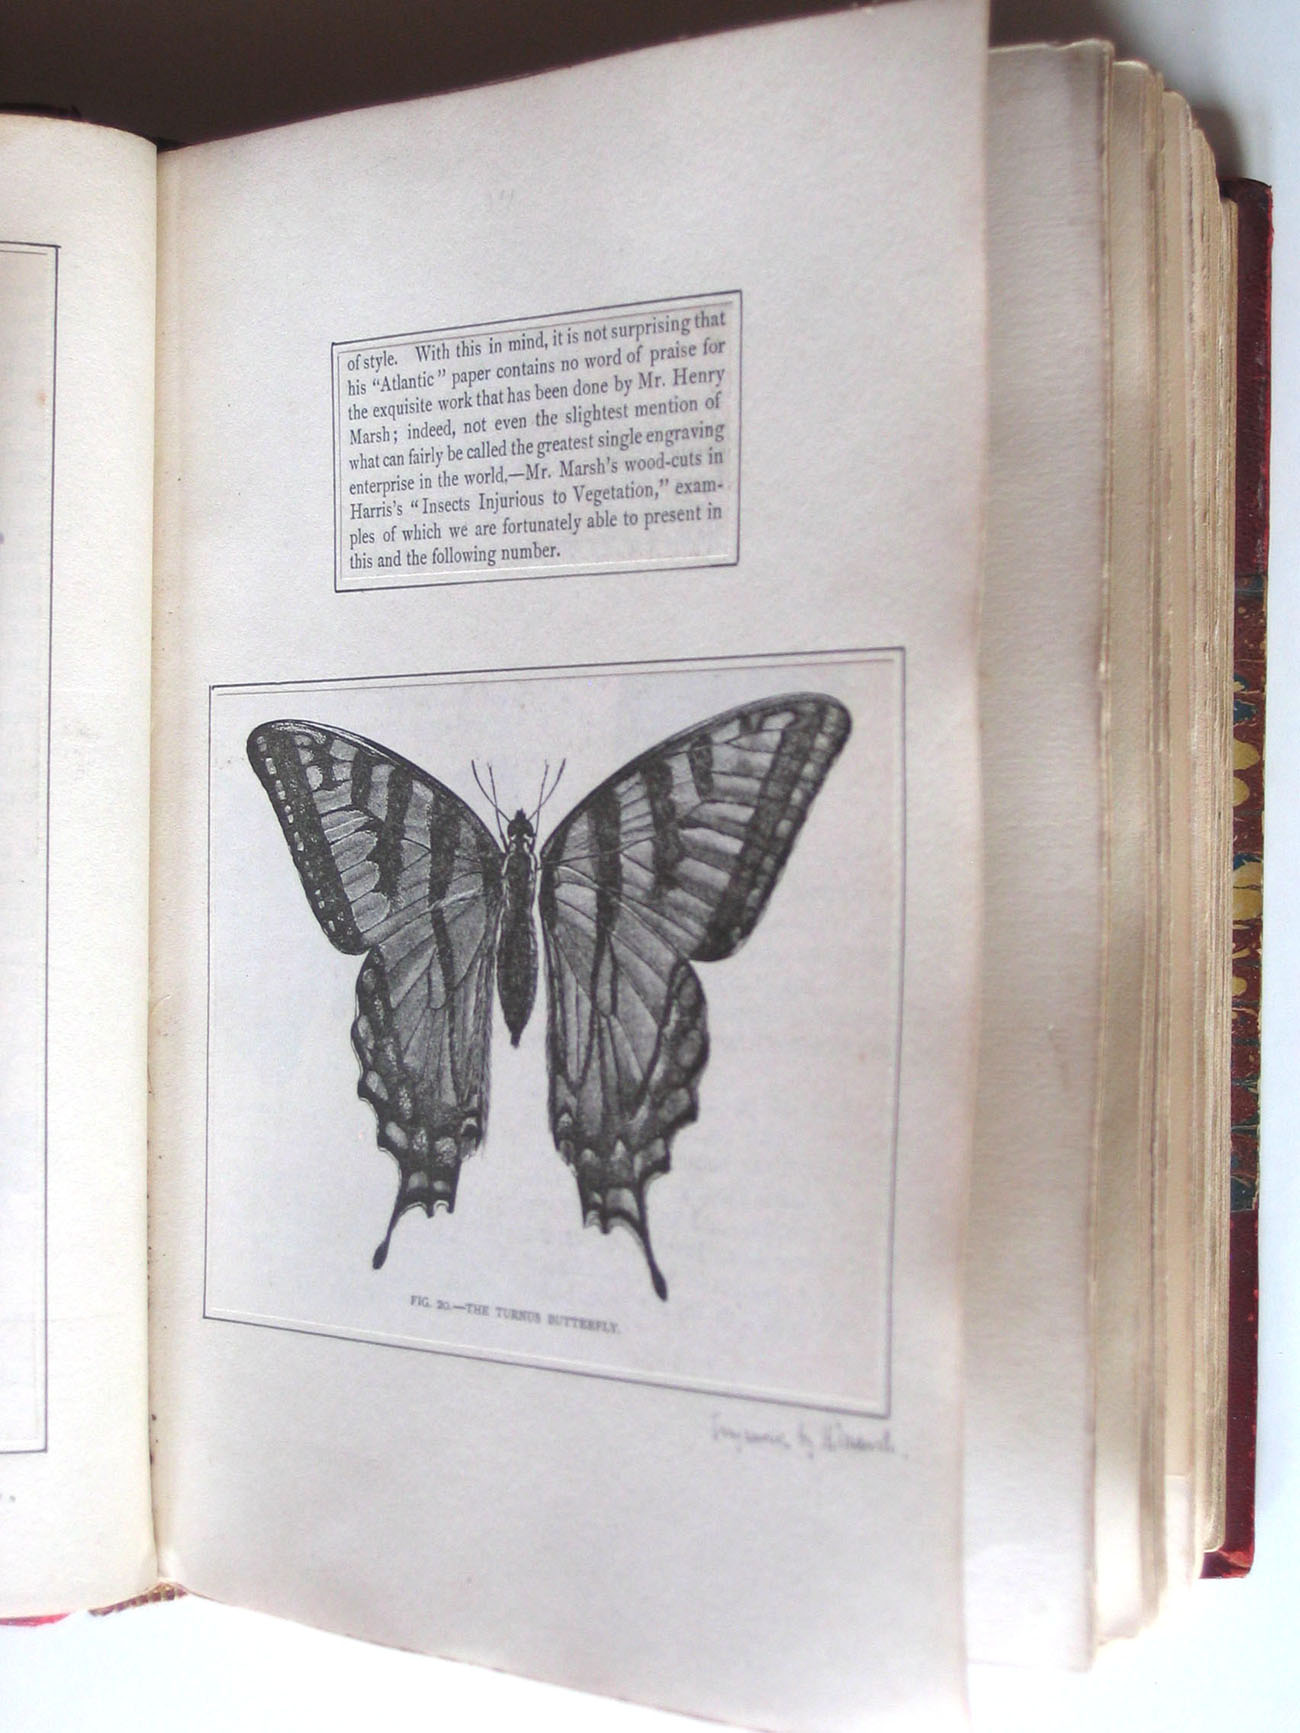 of style. With this in mind, it is not surprising that
his "Atlantic" paper contains no word of praise for
the exquisite work that has been done by Mr. Henry
Marsh; indeed, not even the slightest mention of
what can fairly be called the greatest single engraving
enterprise in the world,—Mr. Marsh's wood-cuts in
Harris's "Insects Injurious to Vegetation," exam-
ples of which we are fortunately able to present in
this and the following number.
FIG. 20.—THE TURNUS BUTTERFLY.
by H Marsh.